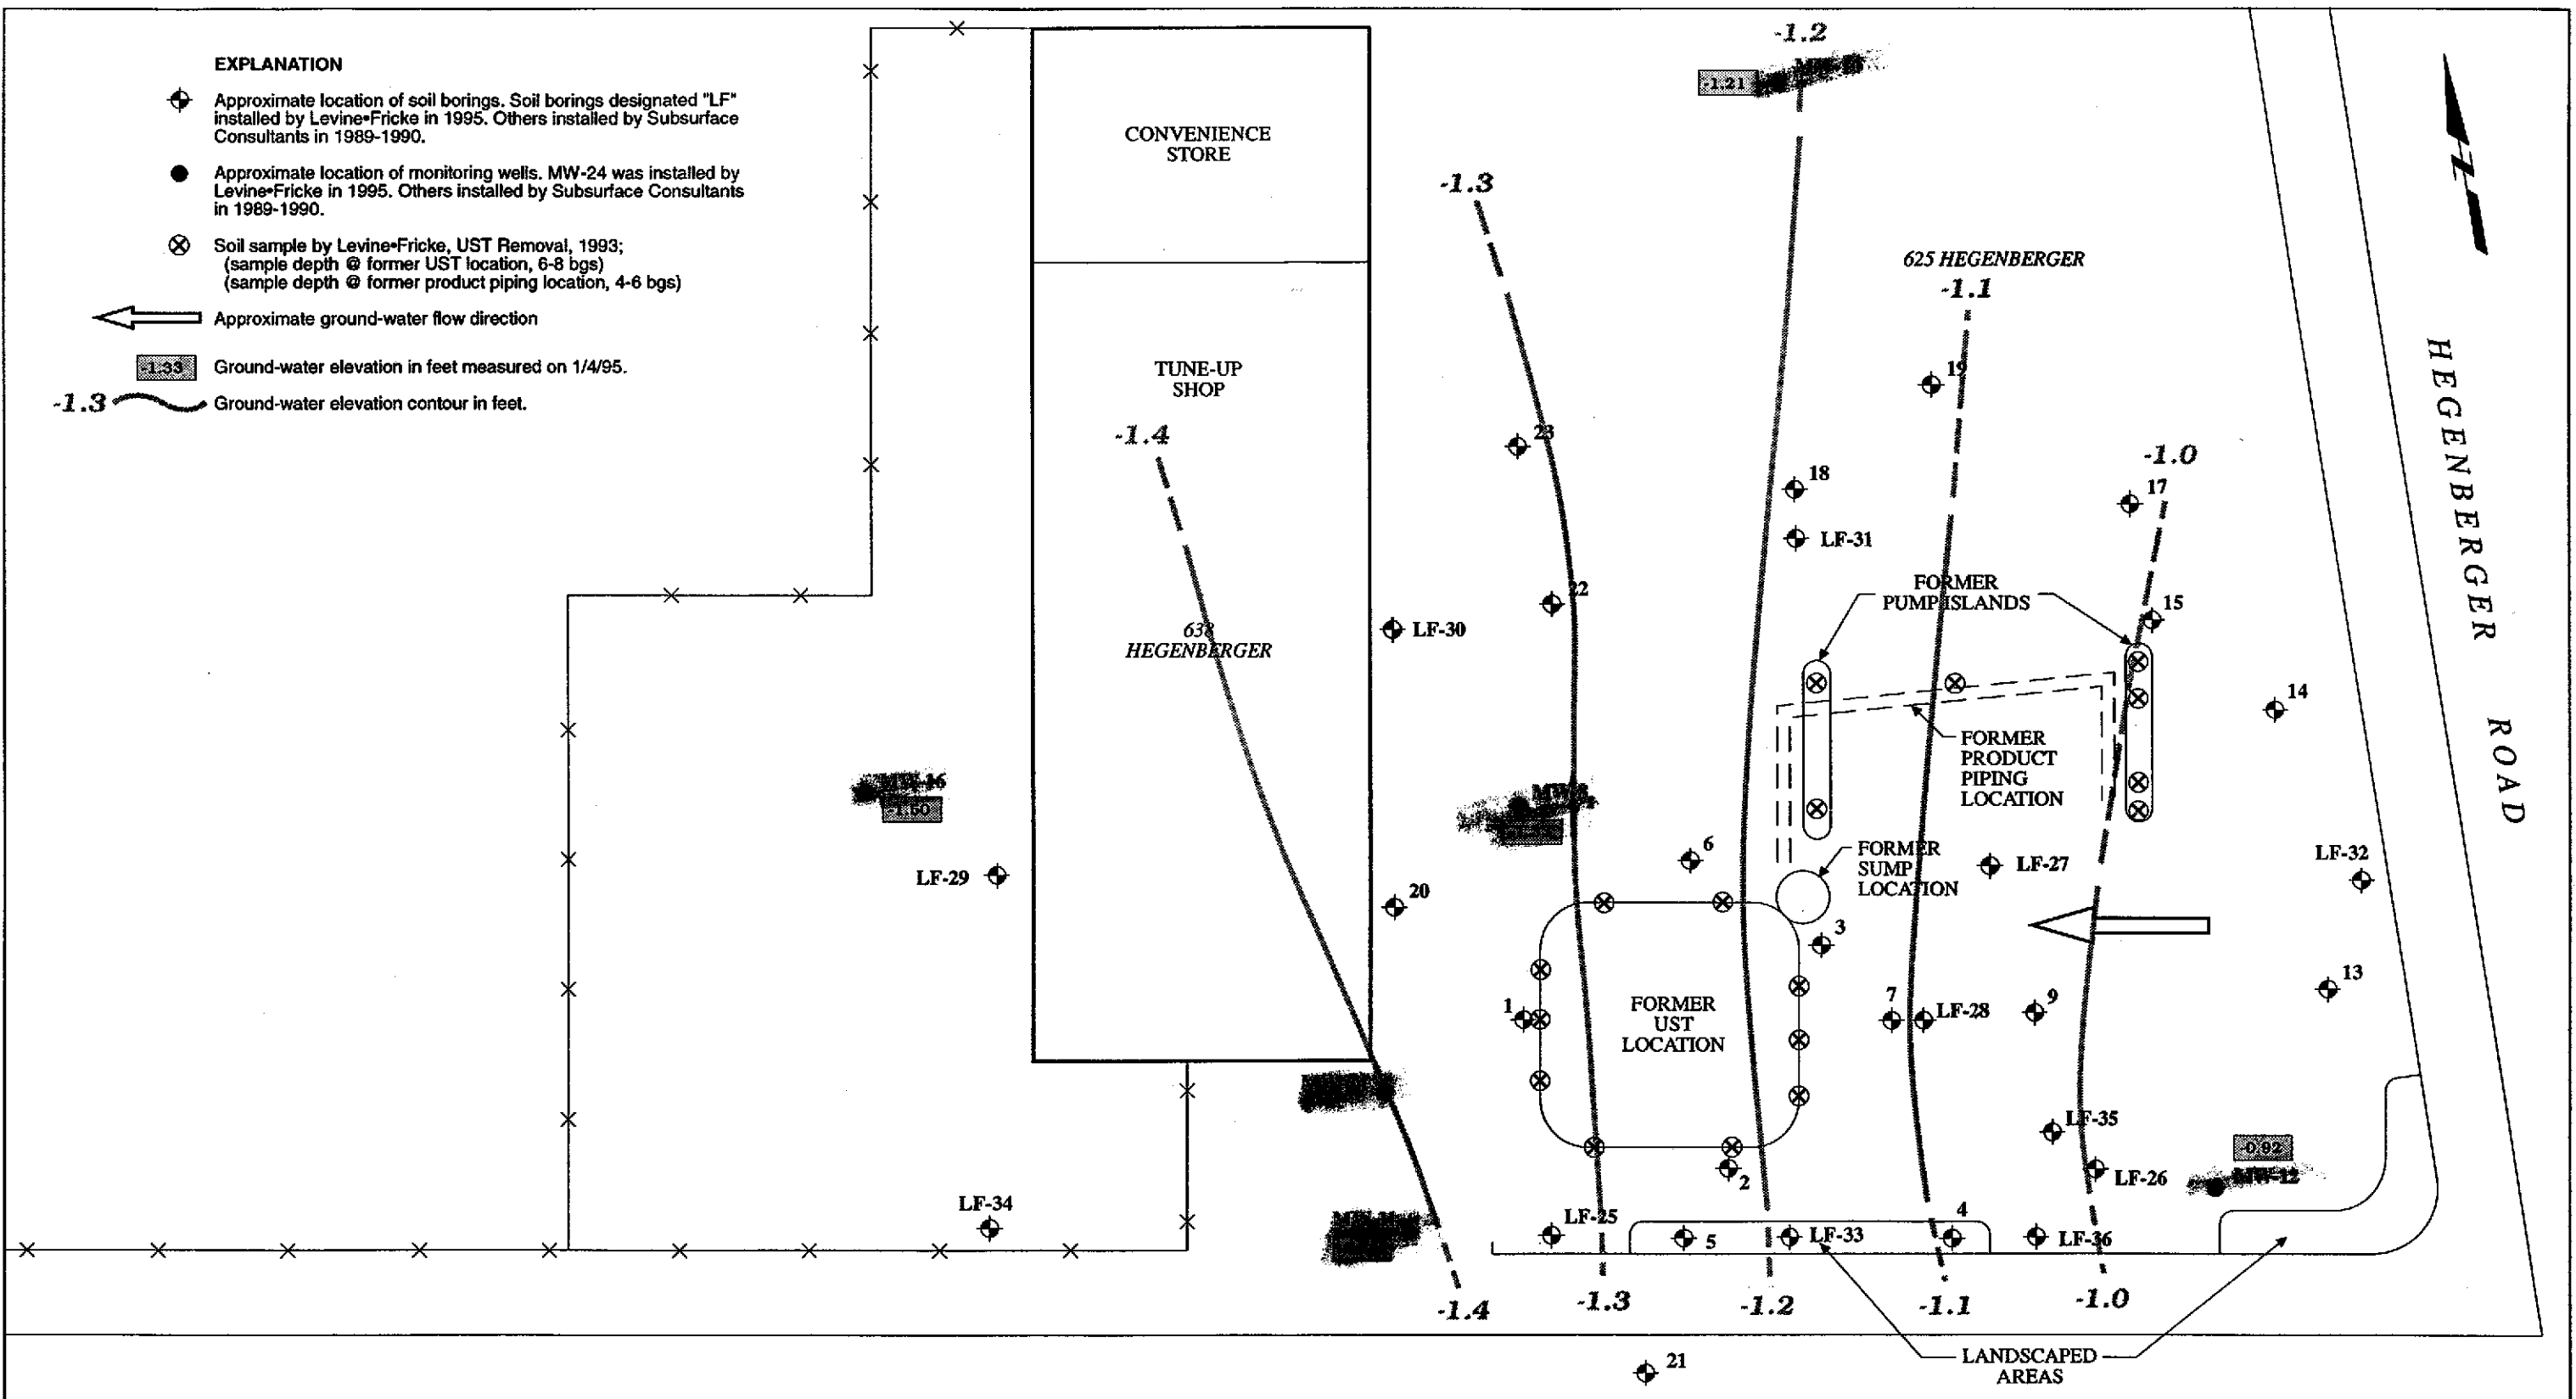 EXPLANATION
Approximate location of soil borings. Soil borings designated "LF"
installed by Levine•Fricke in 1995. Others installed by Subsurface
Consultants in 1989-1990.
Approximate location of monitoring wells. MW-24 was installed by
Levine•Fricke in 1995. Others installed by Subsurface Consultants
in 1989-1990.
Soil sample by Levine•Fricke, UST Removal, 1993;
(sample depth @ former UST location, 6-8 bgs)
(sample depth @ former product piping location, 4-6 bgs)
Approximate ground-water flow direction
-1.33
Ground-water elevation in feet measured on 1/4/95.
-1.3
Ground-water elevation contour in feet.
CONVENIENCE
STORE
TUNE-UP
SHOP
-1.4
638
HEGENBERGER
-1.2
-1.21
-1.3
625 HEGENBERGER
-1.1
-1.0
N
HEGENBERGER ROAD
19
23
18
17
LF-31
22
LF-30
FORMER
PUMP ISLANDS
15
14
FORMER
PRODUCT
PIPING
LOCATION
MW-16
-1.60
LF-29
20
6
FORMER
SUMP
LOCATION
LF-27
LF-32
3
1
FORMER
UST
LOCATION
7
LF-28
9
13
LF-35
LF-26
-0.92
MW-12
2
LF-34
LF-25
5
LF-33
4
LF-36
-1.4
-1.3
-1.2
-1.1
-1.0
21
LANDSCAPED
AREAS